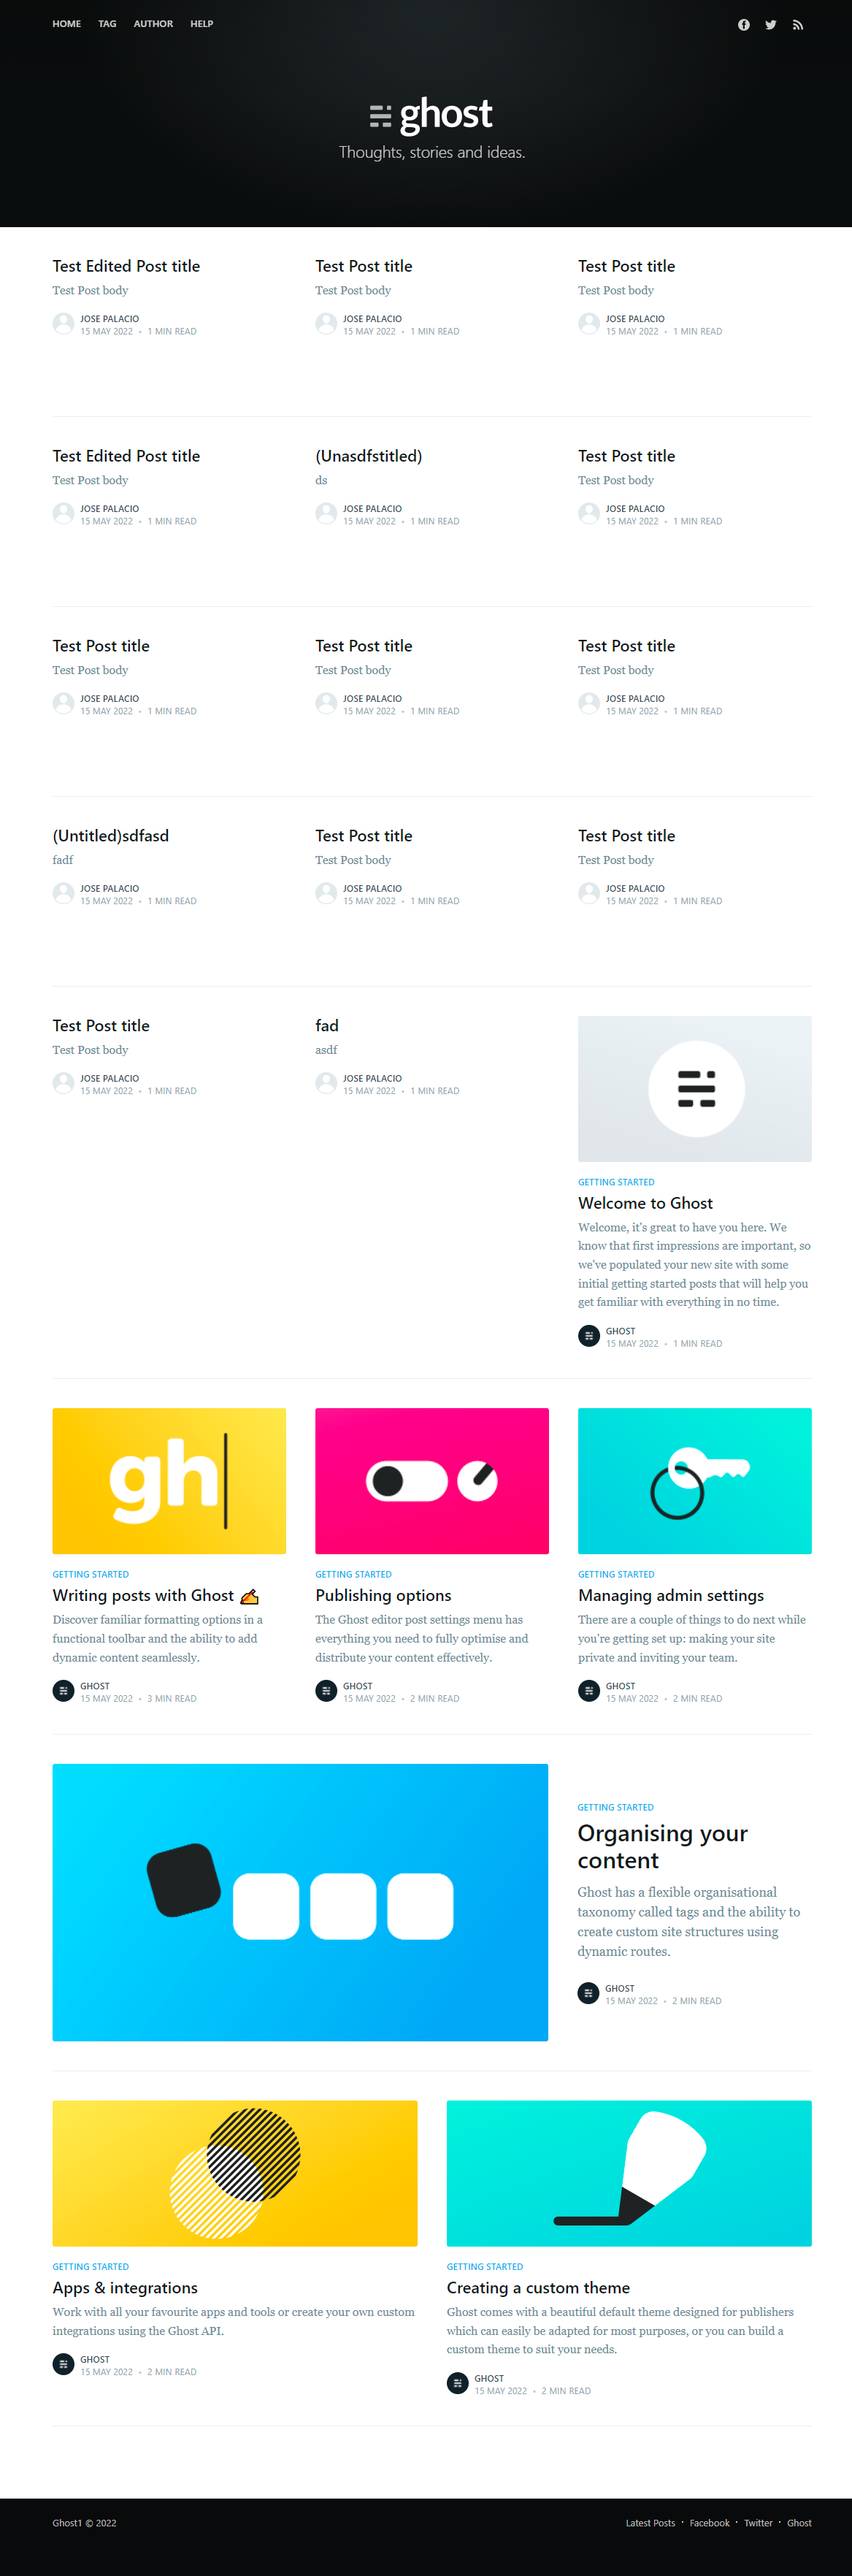 HOME TAG AUTHOR HELP
ghost
Thoughts, stories and ideas.
Test Edited Post title
Test Post body
JOSE PALACIO
15 MAY 2022 • 1 MIN READ
Test Post title
Test Post body
JOSE PALACIO
15 MAY 2022 • 1 MIN READ
Test Post title
Test Post body
JOSE PALACIO
15 MAY 2022 • 1 MIN READ
Test Edited Post title
Test Post body
JOSE PALACIO
15 MAY 2022 • 1 MIN READ
(Unasdfstitled)
ds
JOSE PALACIO
15 MAY 2022 • 1 MIN READ
Test Post title
Test Post body
JOSE PALACIO
15 MAY 2022 • 1 MIN READ
Test Post title
Test Post body
JOSE PALACIO
15 MAY 2022 • 1 MIN READ
Test Post title
Test Post body
JOSE PALACIO
15 MAY 2022 • 1 MIN READ
Test Post title
Test Post body
JOSE PALACIO
15 MAY 2022 • 1 MIN READ
(Untitled)sdfasd
fadf
JOSE PALACIO
15 MAY 2022 • 1 MIN READ
Test Post title
Test Post body
JOSE PALACIO
15 MAY 2022 • 1 MIN READ
Test Post title
Test Post body
JOSE PALACIO
15 MAY 2022 • 1 MIN READ
Test Post title
Test Post body
JOSE PALACIO
15 MAY 2022 • 1 MIN READ
fad
asdf
JOSE PALACIO
15 MAY 2022 • 1 MIN READ
GETTING STARTED
Welcome to Ghost
Welcome, it's great to have you here. We
know that first impressions are important, so
we've populated your new site with some
initial getting started posts that will help you
get familiar with everything in no time.
GHOST
15 MAY 2022 • 1 MIN READ
gh
GETTING STARTED
Writing posts with Ghost ✍️
Discover familiar formatting options in a
functional toolbar and the ability to add
dynamic content seamlessly.
GHOST
15 MAY 2022 • 3 MIN READ
GETTING STARTED
Publishing options
The Ghost editor post settings menu has
everything you need to fully optimise and
distribute your content effectively.
GHOST
15 MAY 2022 • 2 MIN READ
GETTING STARTED
Managing admin settings
There are a couple of things to do next while
you're getting set up: making your site
private and inviting your team.
GHOST
15 MAY 2022 • 2 MIN READ
GETTING STARTED
Organising your
content
Ghost has a flexible organisational
taxonomy called tags and the ability to
create custom site structures using
dynamic routes.
GHOST
15 MAY 2022 • 2 MIN READ
GETTING STARTED
Apps & integrations
Work with all your favourite apps and tools or create your own custom
integrations using the Ghost API.
GHOST
15 MAY 2022 • 2 MIN READ
GETTING STARTED
Creating a custom theme
Ghost comes with a beautiful default theme designed for publishers
which can easily be adapted for most purposes, or you can build a
custom theme to suit your needs.
GHOST
15 MAY 2022 • 2 MIN READ
Ghost1 © 2022
Latest Posts • Facebook • Twitter • Ghost